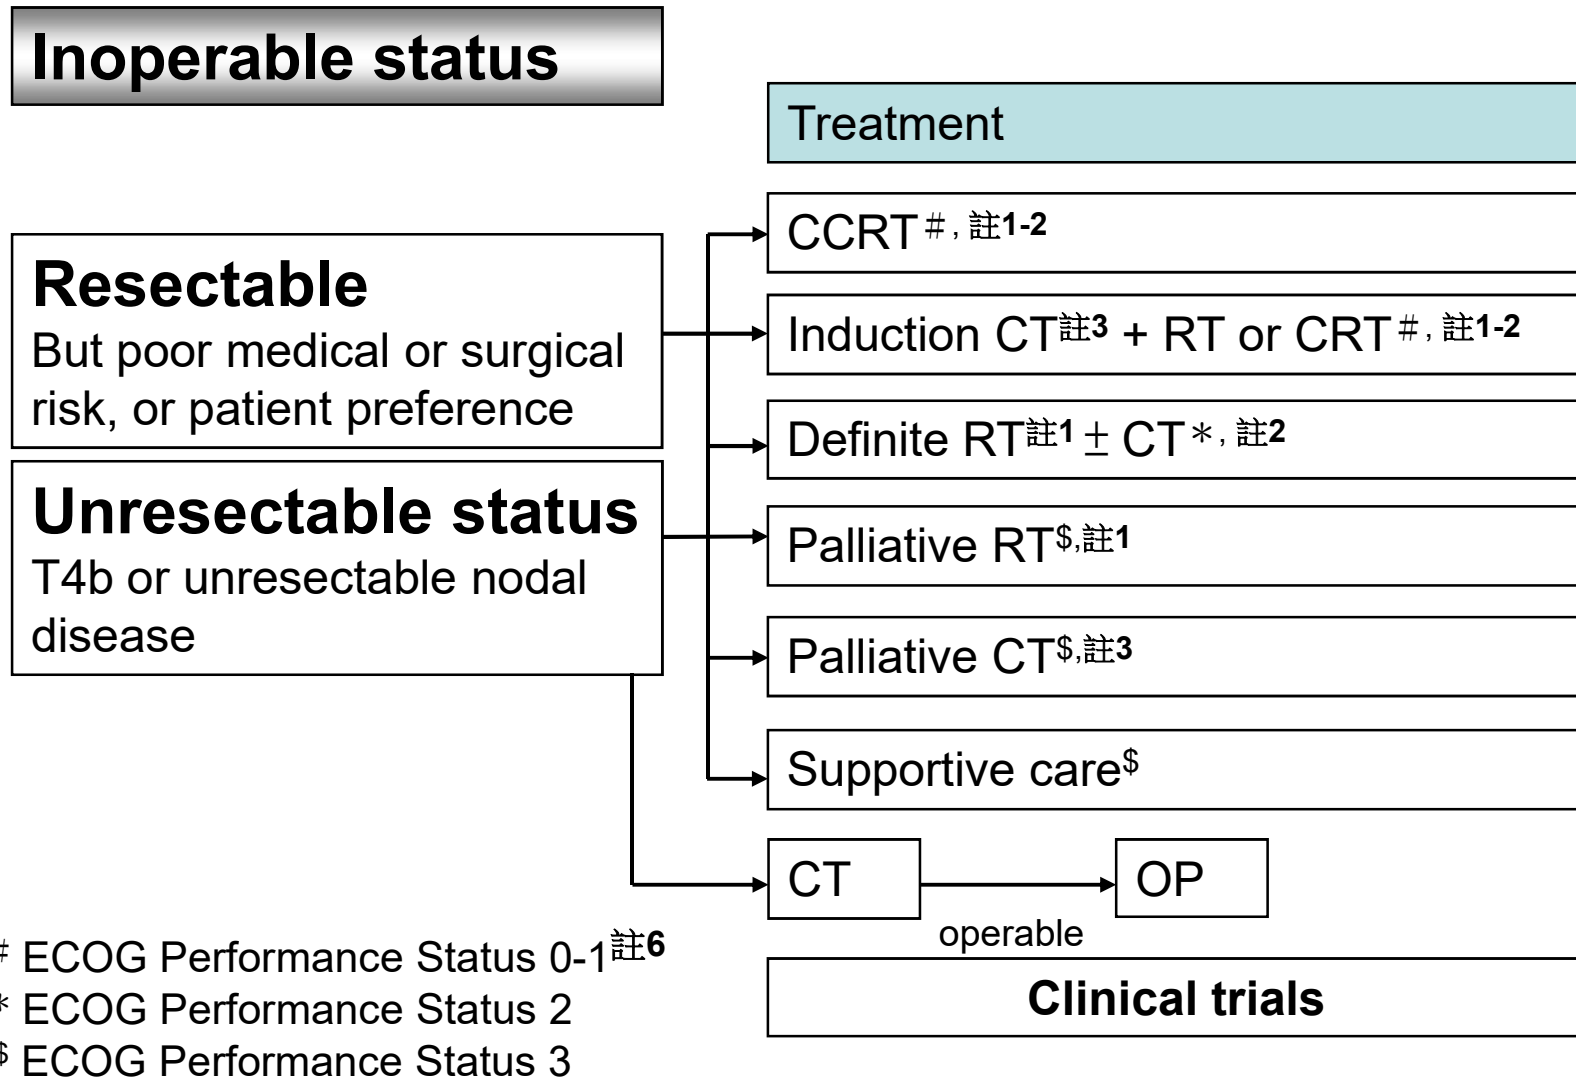 Inoperable status
Treatment
Resectable
But poor medical or surgical
risk, or patient preference
Unresectable status
T4b or unresectable nodal
disease
CCRT#, 註1-2
Induction CT註3 + RT or CRT#, 註1-2
Definite RT註1 ± CT*, 註2
Palliative RT$,註1
Palliative CT$,註3
Supportive care$
CT
operable
OP
Clinical trials
# ECOG Performance Status 0-1註6
* ECOG Performance Status 2
$ ECOG Performance Status 3